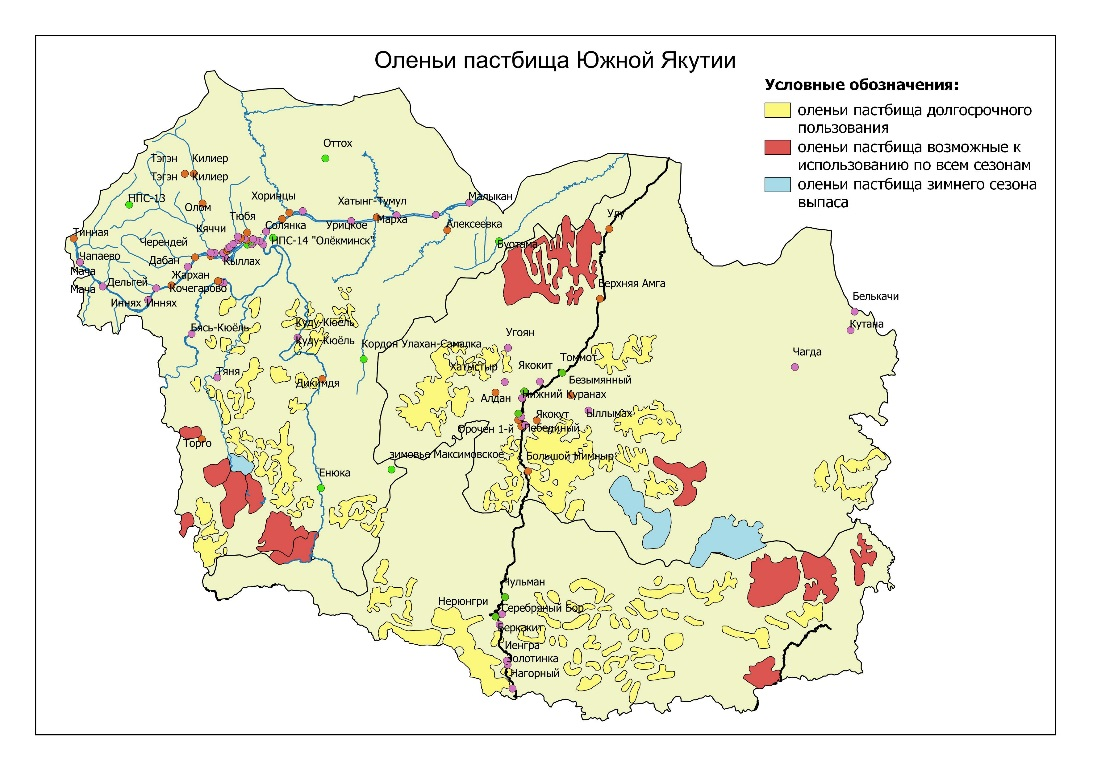 Оленьи пастбища Южной Якутии
Условные обозначения:
оленьи пастбища долгосрочного
пользования
оленьи пастбища возможные к
использованию по всем сезонам
оленьи пастбища зимнего сезона
выпаса
Оттох
Тэгэн Килиер
Тэгэн Килиер
НПС-13
Олом
Хоринцы
Хатынг-Тумул
Малыкан
Тюбя
Кяччи
Солянка
Урицкое
Марха
Алексеевка
Уду
Тинная
Черендей
НПС-14 "Олёкминск"
Буотама
Чапаево
Дабан
Кыллах
Мача
Жархан
Мача
Дельгей
Кочегарово
Верхняя Амга
Иннях Иннях
Белькачи
Бясь-Кюёль
Куду-Кюель
Кутана
Куду-Кюёль
Кордон Улахан-Самалка
Угоян
Чагда
Томмот
Хатыстыр
Якокит
Тяня
Безымянный
Дикимдя
Алдан
Нижний Куранах
Якокут
Ыллымах
Орочен 1-й
Лебединый
Торго
зимовье Максимовское
Большой Нимныр
Енюка
Чульман
Нерюнгри
Серебряный Бор
Беркакит
Иенгра
Золотинка
Нагорный